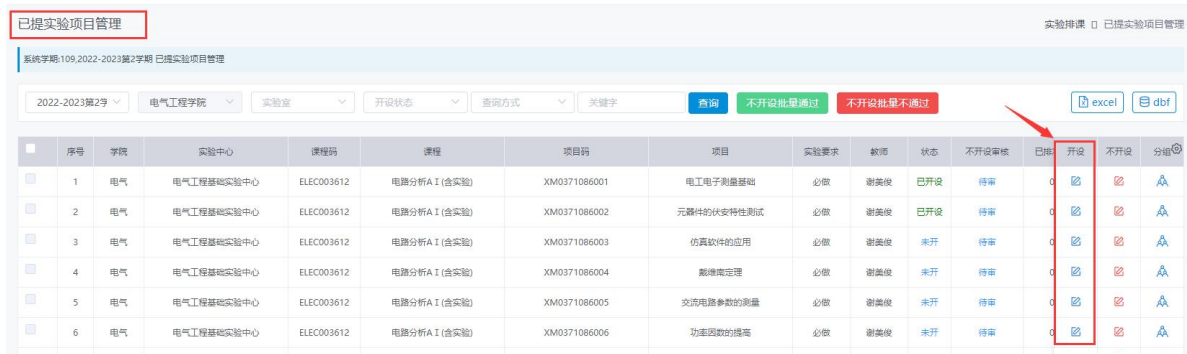 已提实验项目管理
实验排课 ▯ 已提实验项目管理
系统学期:109,2022-2023第2学期 已提实验项目管理
2022-2023第2学 电气工程学院 实验室 开设状态 查询方式 关键字 查询 不开设批量通过 不开设批量不通过 excel dbf
序号 学院 实验中心 课程码 课程 项目码 项目 实验要求 教师 状态 不开设审核 已排 开设 不开设 分组
1 电气 电气工程基础实验中心 ELEC003612 电路分析A I (含实验) XM0371086001 电工电子测量基础 必做 谢美俊 已开设 待审 0
2 电气 电气工程基础实验中心 ELEC003612 电路分析A I (含实验) XM0371086002 元器件的伏安特性测试 必做 谢美俊 已开设 待审 0
3 电气 电气工程基础实验中心 ELEC003612 电路分析A I (含实验) XM0371086003 仿真软件的应用 必做 谢美俊 未开 待审 0
4 电气 电气工程基础实验中心 ELEC003612 电路分析A I (含实验) XM0371086004 戴维南定理 必做 谢美俊 未开 待审 0
5 电气 电气工程基础实验中心 ELEC003612 电路分析A I (含实验) XM0371086005 交流电路参数的测量 必做 谢美俊 未开 待审 0
6 电气 电气工程基础实验中心 ELEC003612 电路分析A I (含实验) XM0371086006 功率因数的提高 必做 谢美俊 未开 待审 0